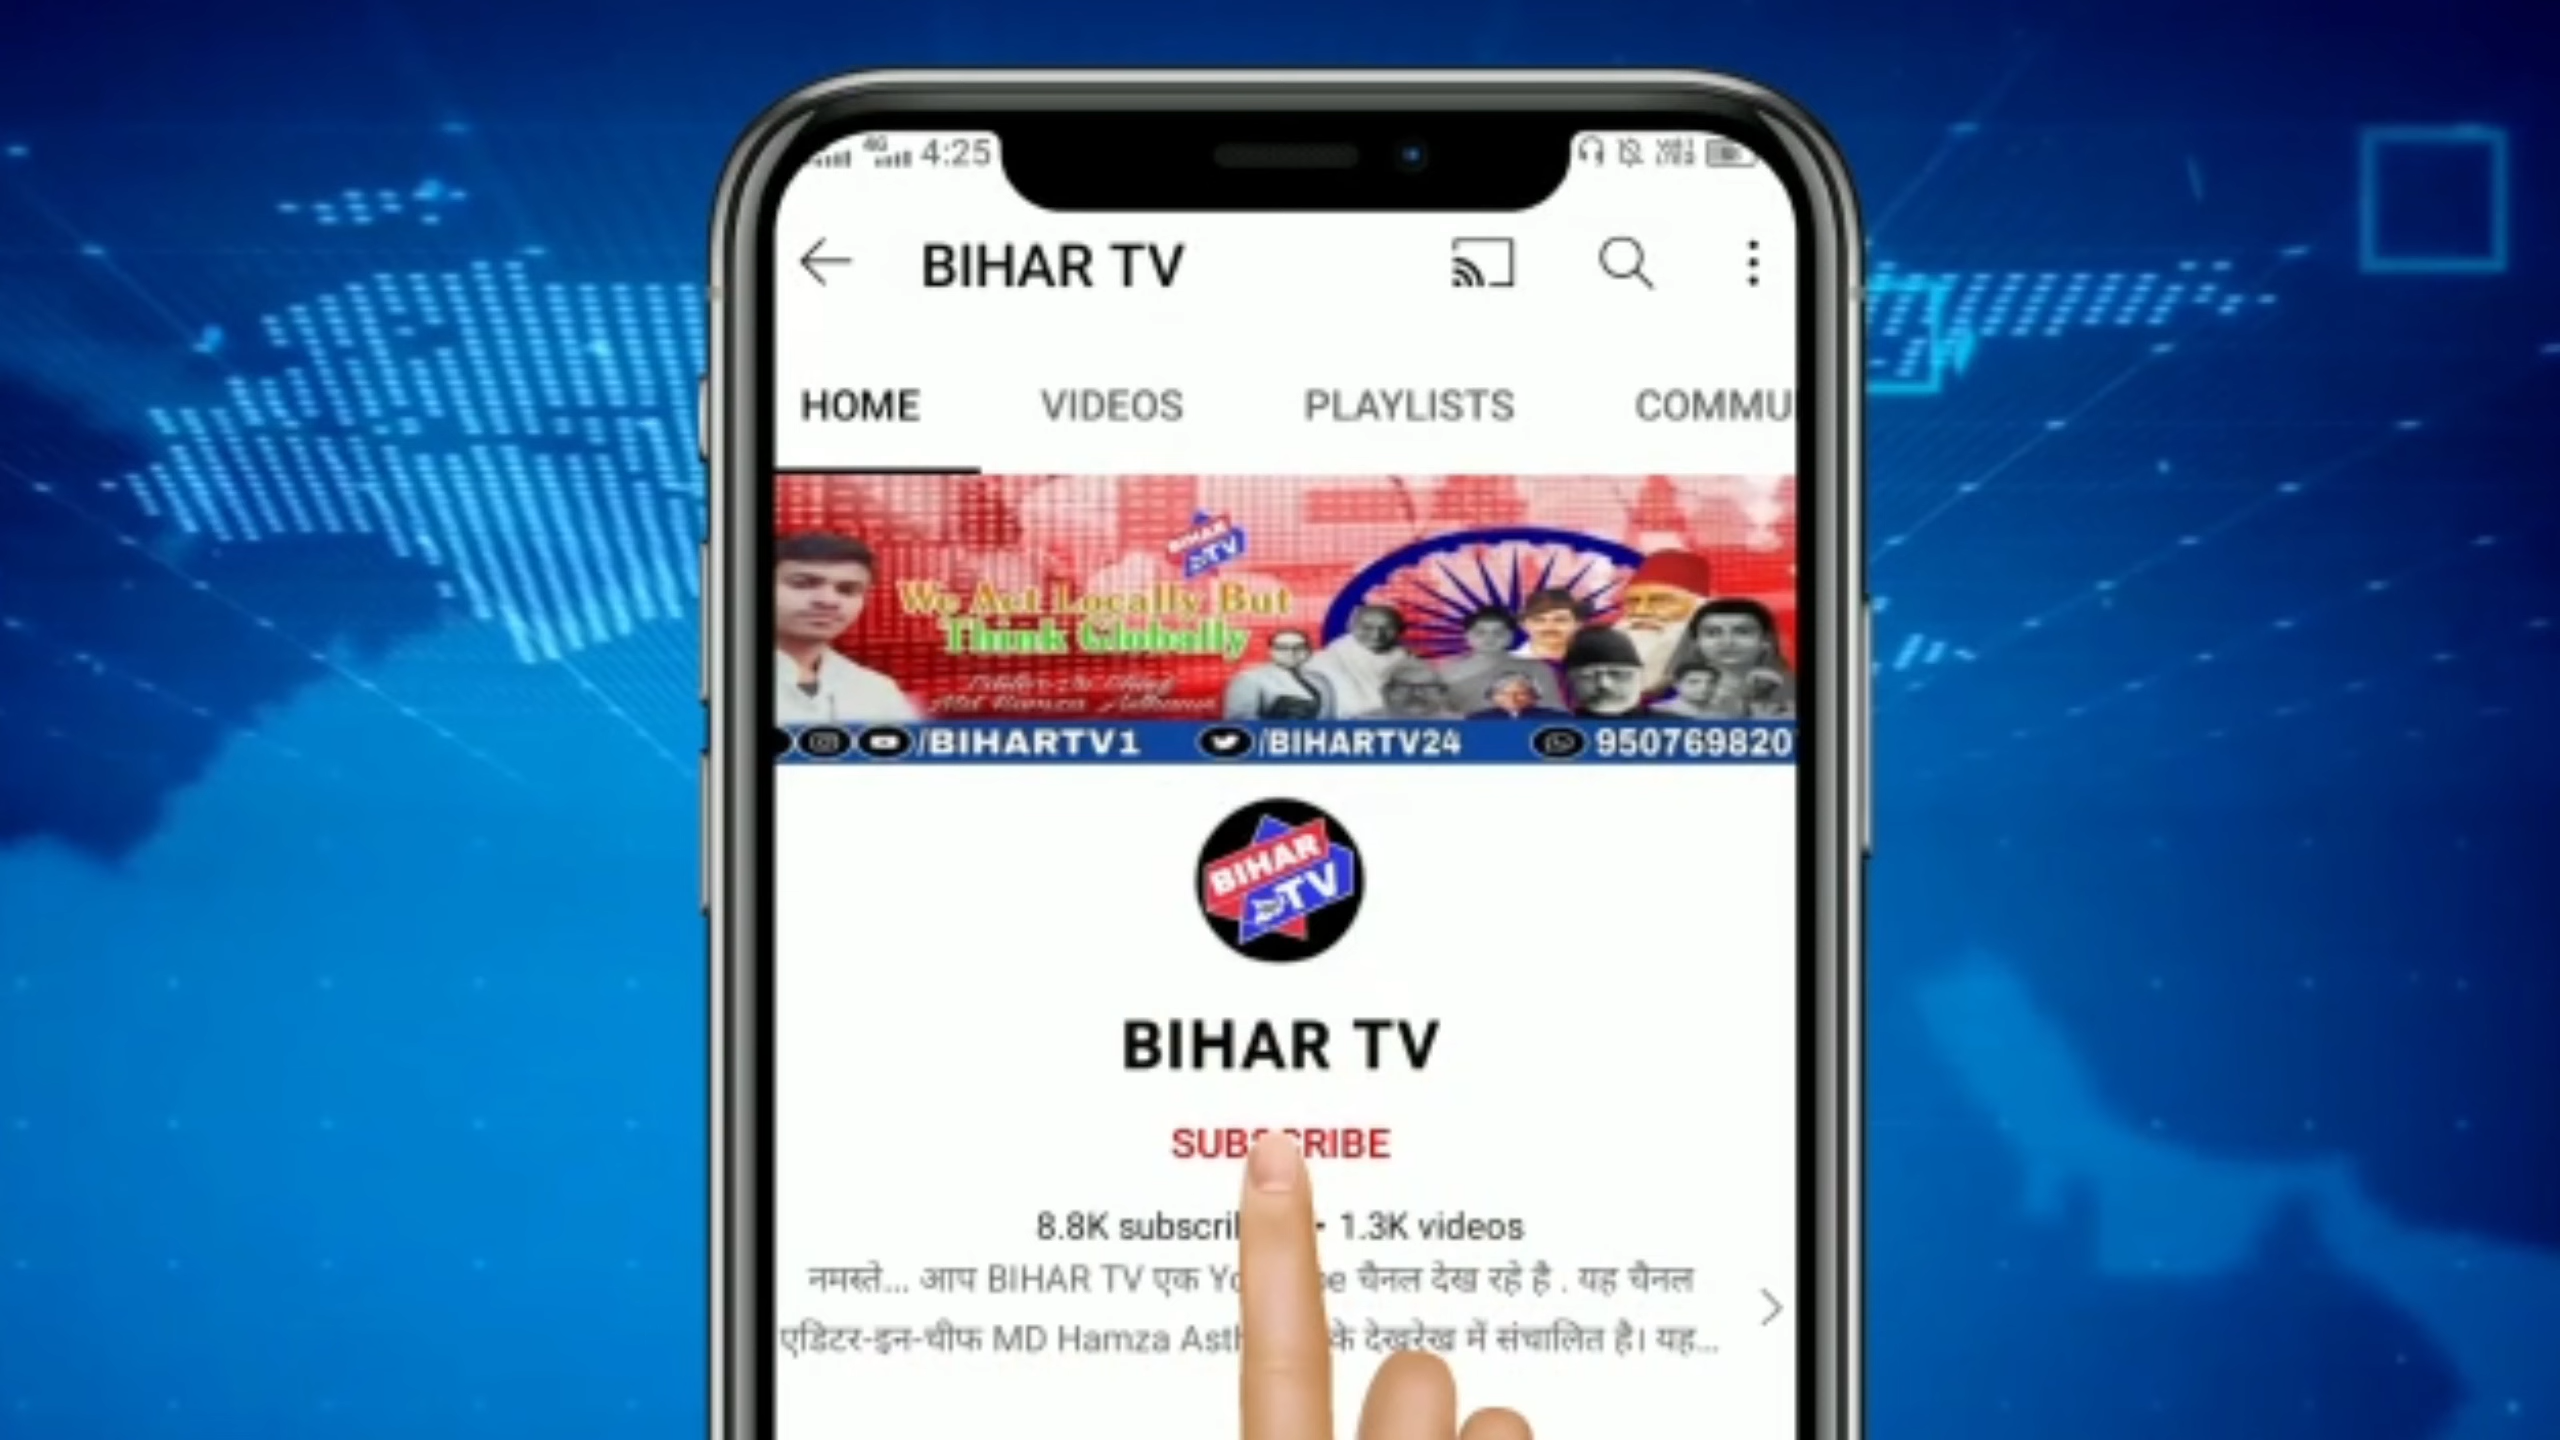 4G 4:25
BIHAR TV
HOME VIDEOS PLAYLISTS COMMU
BIHAR
TV
We Act Locally But
Think Globally
/BIHARTV1 /BIHARTV24 950769820
BIHAR
TV
BIHAR TV
SUBSCRIBE
8.8K subscri • 1.3K videos
नमस्ते... आप BIHAR TV एक Yo e चैनल देख रहे है . यह चैनल
एडिटर-इन-चीफ MD Hamza Ast के देखरेख में संचालित है। यह...